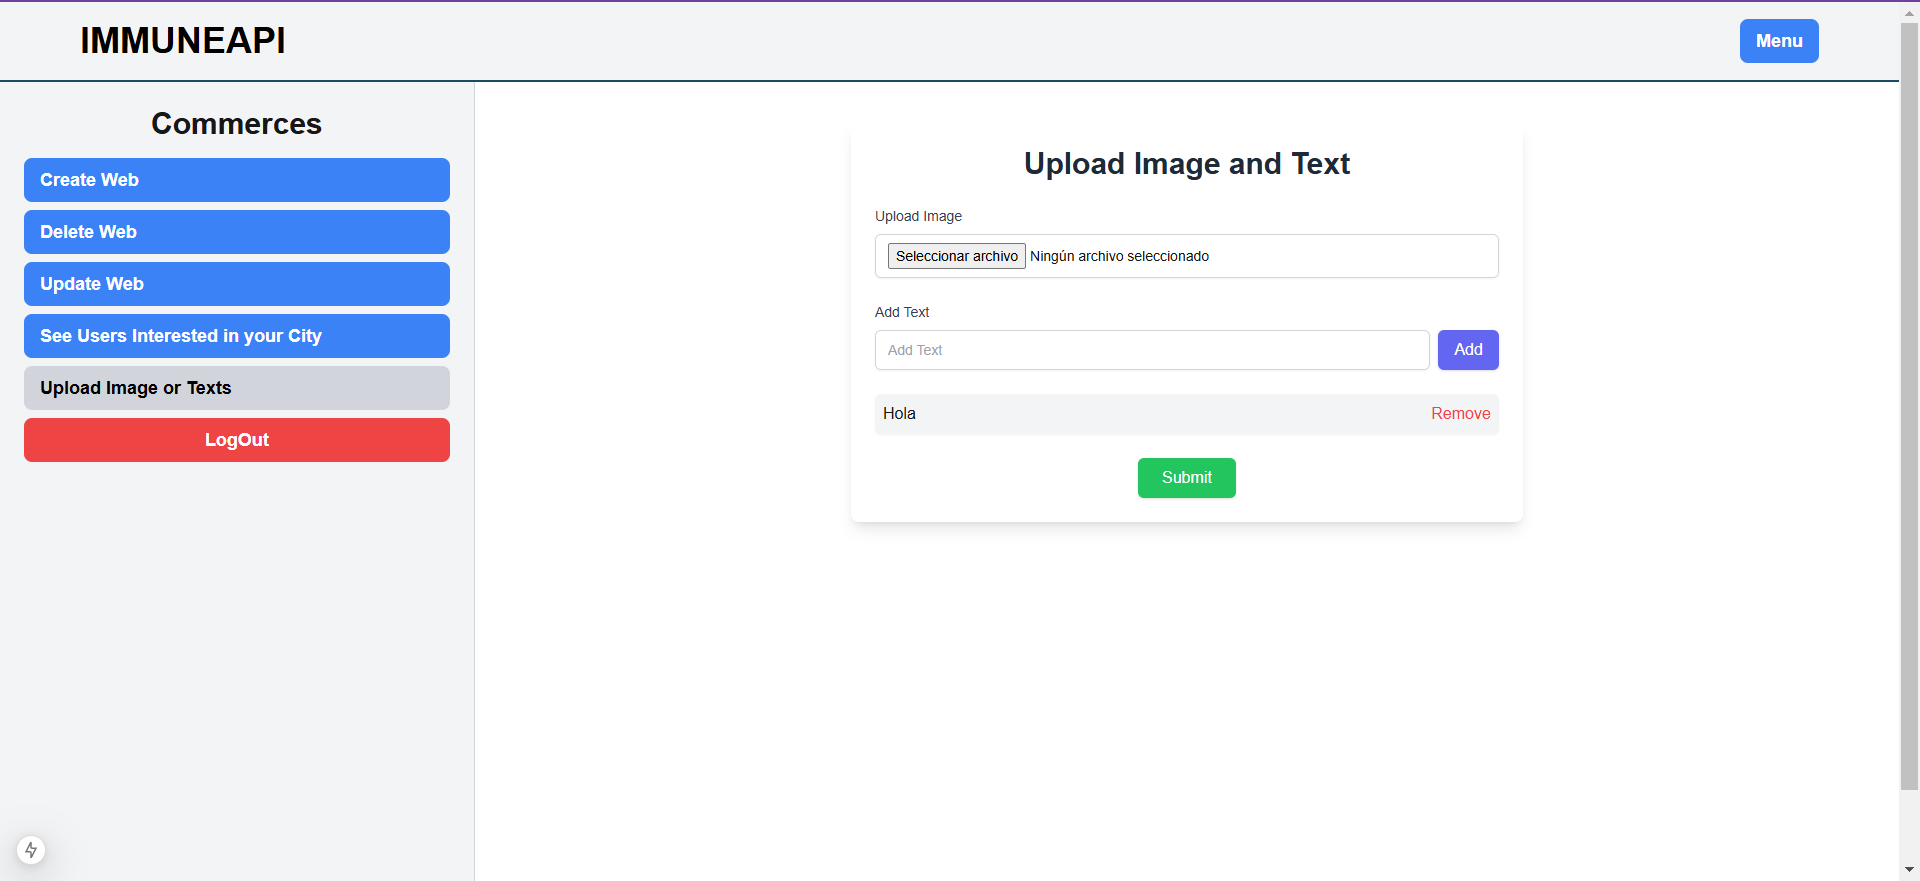 IMMUNEAPI
Menu
Commerces
Create Web
Delete Web
Update Web
See Users Interested in your City
Upload Image or Texts
LogOut
Upload Image and Text
Upload Image
Seleccionar archivo Ningún archivo seleccionado
Add Text
Add Text
Add
Hola
Remove
Submit